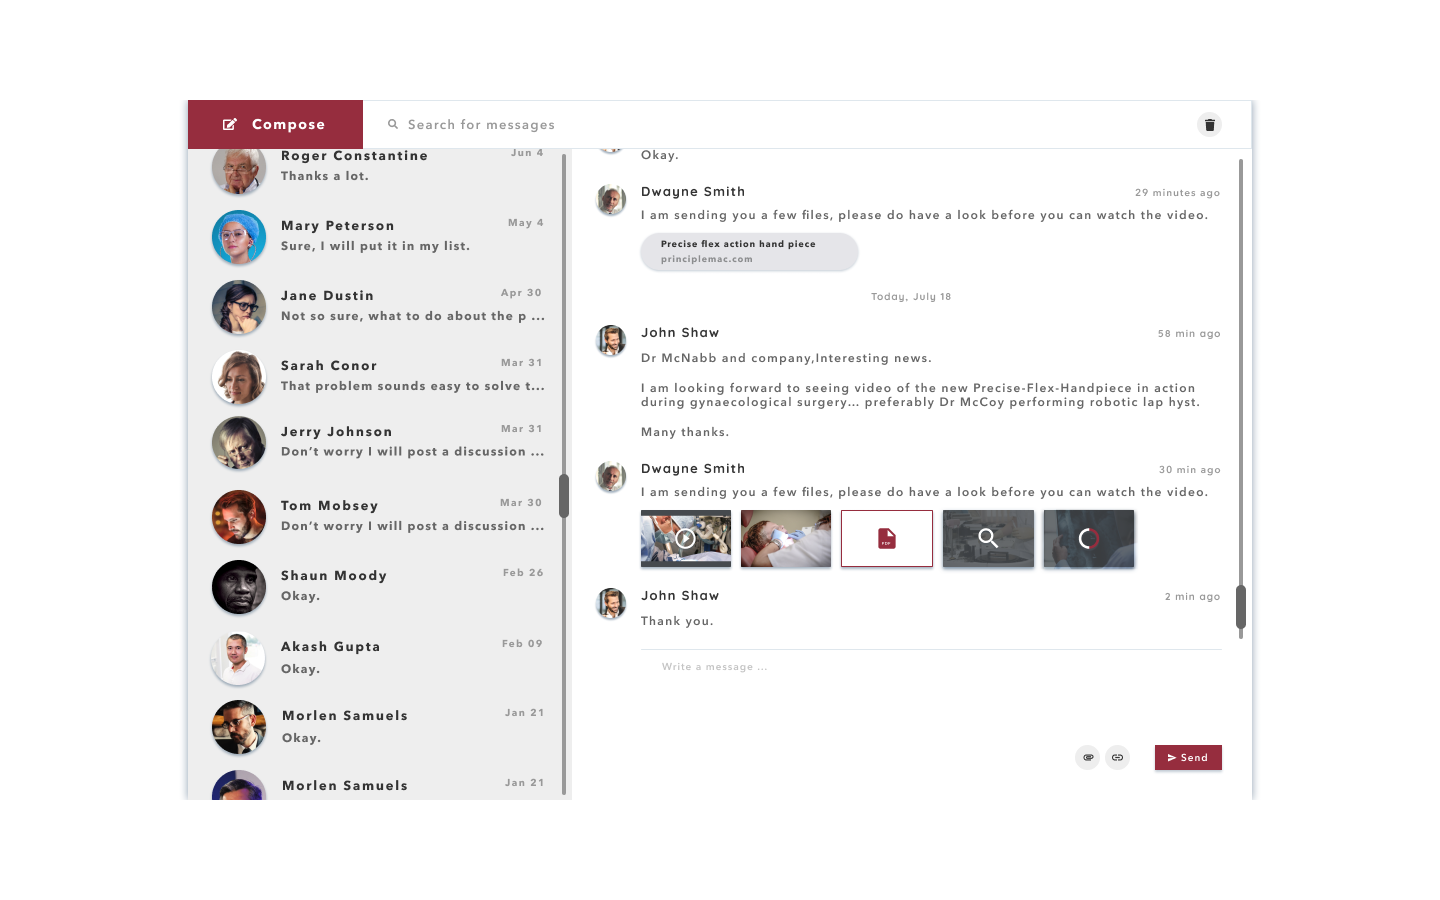 Compose
Search for messages
Roger Constantine
Jun 4
Thanks a lot.
Mary Peterson
May 4
Sure, I will put it in my list.
Jane Dustin
Apr 30
Not so sure, what to do about the p ...
Sarah Conor
Mar 31
That problem sounds easy to solve t...
Jerry Johnson
Mar 31
Don’t worry I will post a discussion ...
Tom Mobsey
Mar 30
Don’t worry I will post a discussion ...
Shaun Moody
Feb 26
Okay.
Akash Gupta
Feb 09
Okay.
Morlen Samuels
Jan 21
Okay.
Morlen Samuels
Jan 21
Okay.
Dwayne Smith
29 minutes ago
I am sending you a few files, please do have a look before you can watch the video.
Precise flex action hand piece
principlemac.com
Today, July 18
John Shaw
58 min ago
Dr McNabb and company,Interesting news.
I am looking forward to seeing video of the new Precise-Flex-Handpiece in action
during gynaecological surgery... preferably Dr McCoy performing robotic lap hyst.
Many thanks.
Dwayne Smith
30 min ago
I am sending you a few files, please do have a look before you can watch the video.
PDF
John Shaw
2 min ago
Thank you.
Write a message ...
Send